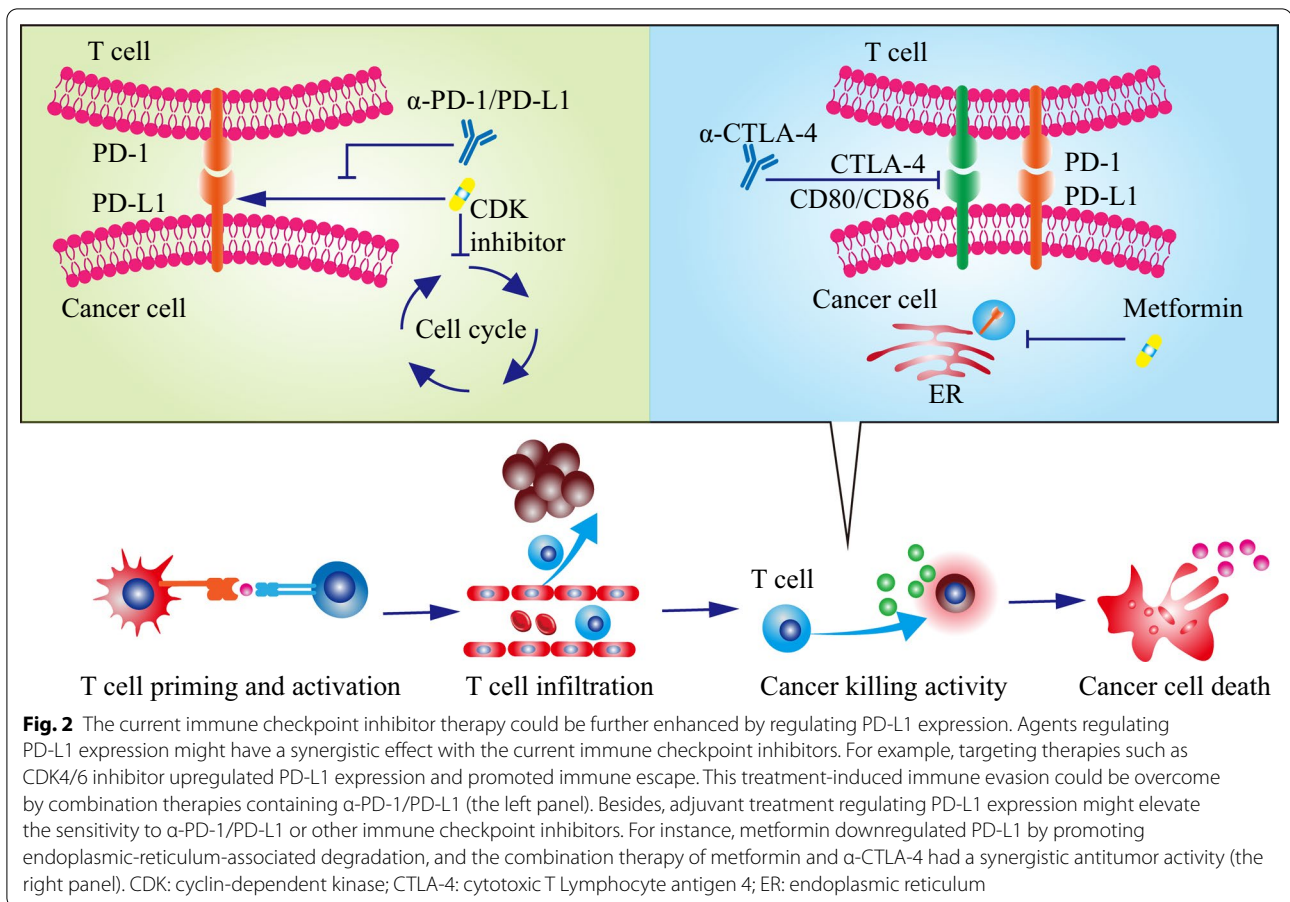 T cell
α-PD-1/PD-L1
PD-1
PD-L1
CDK
inhibitor
Cancer cell
Cell cycle
T cell
α-CTLA-4
CTLA-4
CD80/CD86
PD-1
PD-L1
Cancer cell
Metformin
ER
T cell
T cell priming and activation
T cell infiltration
Cancer killing activity
Cancer cell death
Fig. 2 The current immune checkpoint inhibitor therapy could be further enhanced by regulating PD-L1 expression. Agents regulating
PD-L1 expression might have a synergistic effect with the current immune checkpoint inhibitors. For example, targeting therapies such as
CDK4/6 inhibitor upregulated PD-L1 expression and promoted immune escape. This treatment-induced immune evasion could be overcome
by combination therapies containing α-PD-1/PD-L1 (the left panel). Besides, adjuvant treatment regulating PD-L1 expression might elevate
the sensitivity to α-PD-1/PD-L1 or other immune checkpoint inhibitors. For instance, metformin downregulated PD-L1 by promoting
endoplasmic-reticulum-associated degradation, and the combination therapy of metformin and α-CTLA-4 had a synergistic antitumor activity (the
right panel). CDK: cyclin-dependent kinase; CTLA-4: cytotoxic T Lymphocyte antigen 4; ER: endoplasmic reticulum